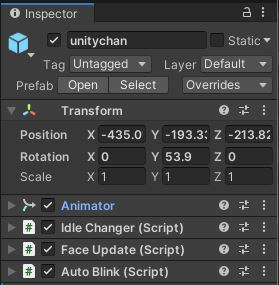 Inspector
unitychan Static
Tag Untagged Layer Default
Prefab Open Select Overrides
Transform
Position X -435.0 Y -193.33 Z -213.82
Rotation X 0 Y 53.9 Z 0
Scale X 1 Y 1 Z 1
Animator
Idle Changer (Script)
Face Update (Script)
Auto Blink (Script)